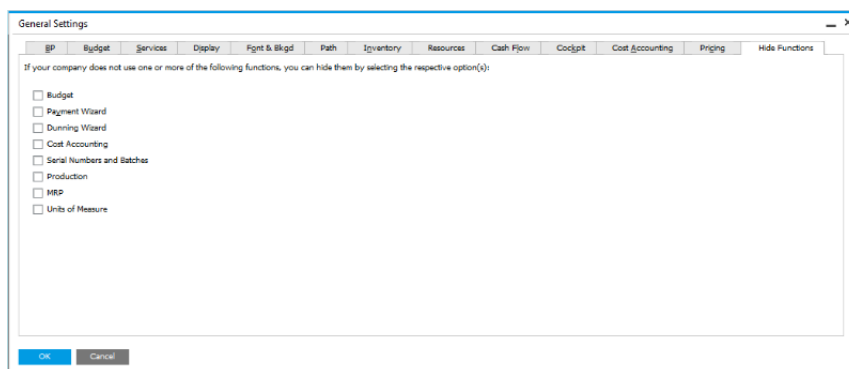 General Settings
BP Budget Services Display Font & Bkgd Path Inventory Resources Cash Flow Cockpit Cost Accounting Pricing Hide Functions
If your company does not use one or more of the following functions, you can hide them by selecting the respective option(s):
Budget
Payment Wizard
Dunning Wizard
Cost Accounting
Serial Numbers and Batches
Production
MRP
Units of Measure
OK Cancel